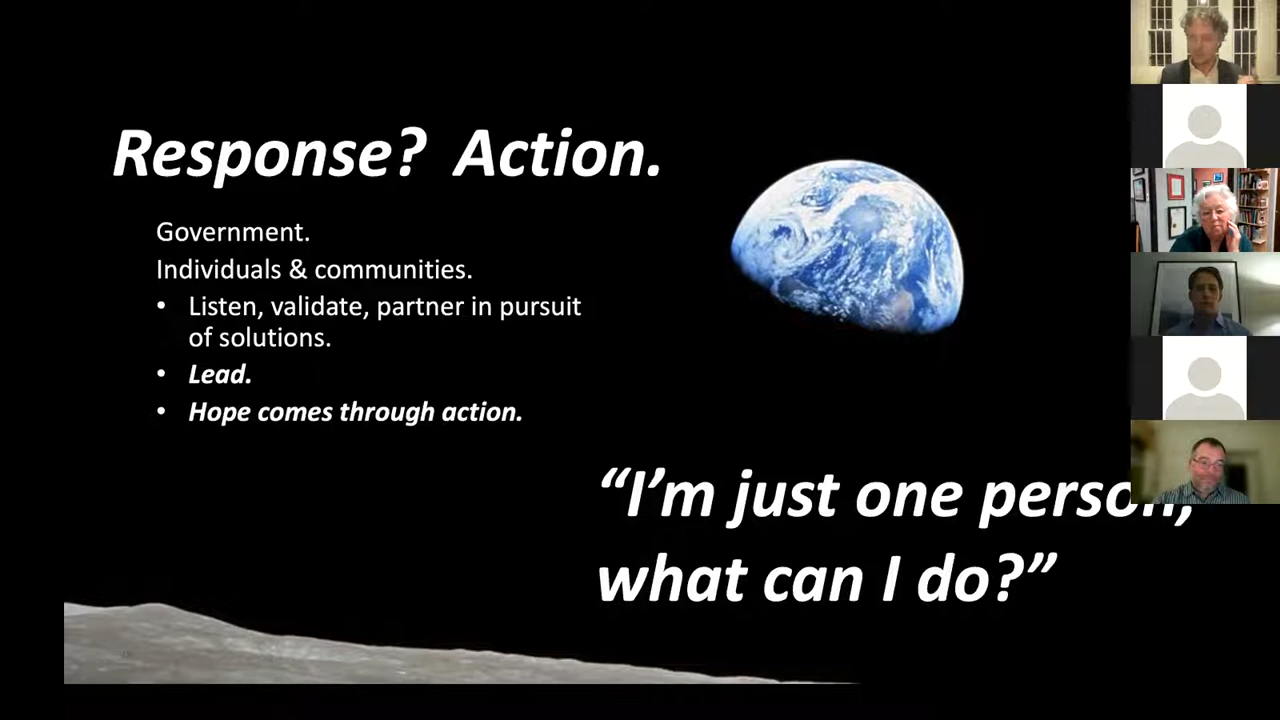 Response? Action.
Government.
Individuals & communities.
• Listen, validate, partner in pursuit
of solutions.
• Lead.
• Hope comes through action.
“I’m just one person,
what can I do?”